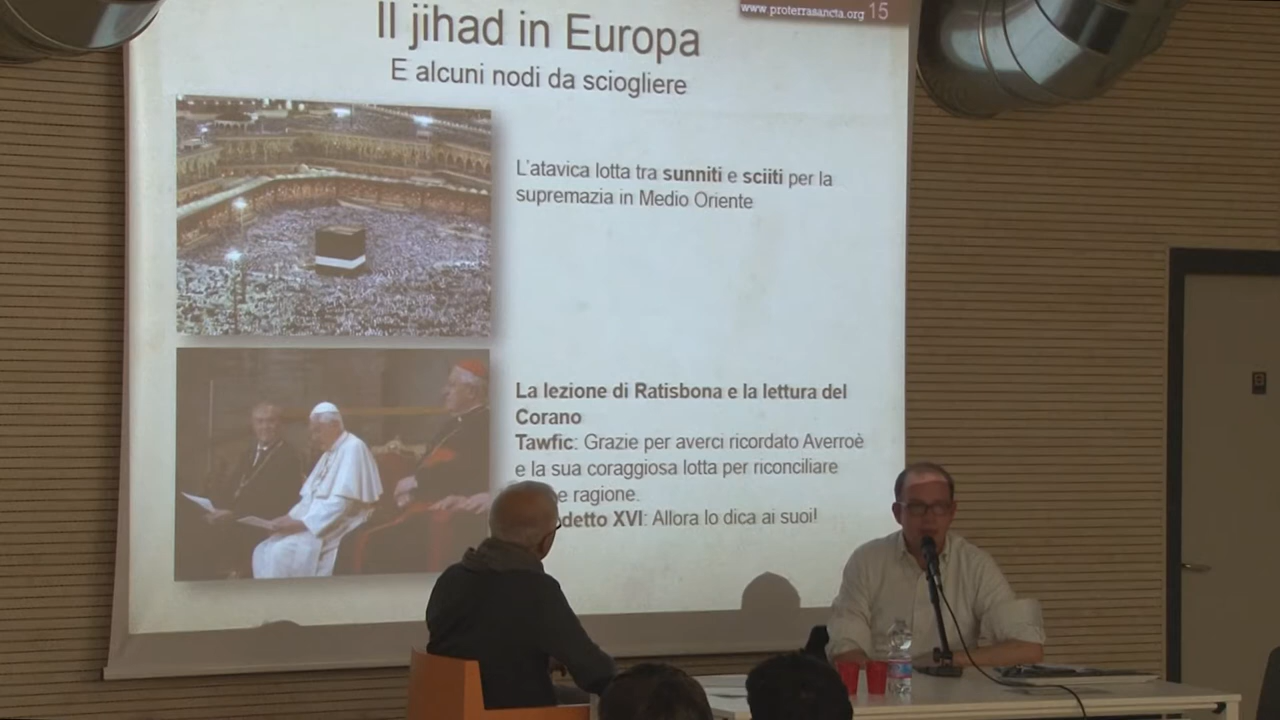 www.proterrasancta.org 15
Il jihad in Europa
E alcuni nodi da sciogliere
L'atavica lotta tra sunniti e sciiti per la
supremazia in Medio Oriente
La lezione di Ratisbona e la lettura del
Corano
Tawfic: Grazie per averci ricordato Averroè
e la sua coraggiosa lotta per riconciliare
e ragione.
detto XVI: Allora lo dica ai suoi!